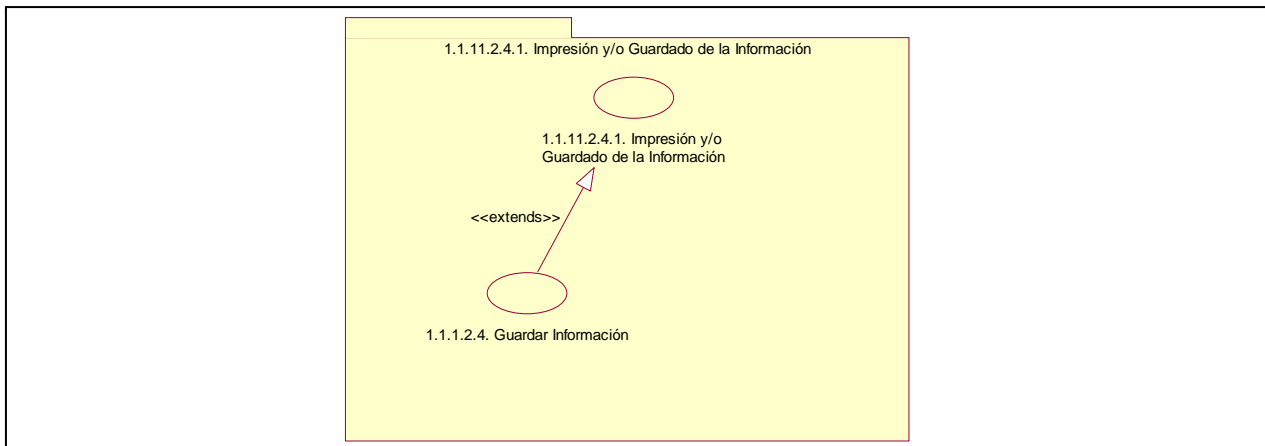 1.1.11.2.4.1. Impresión y/o Guardado de la Información
1.1.11.2.4.1. Impresión y/o
Guardado de la Información
<<extends>>
1.1.1.2.4. Guardar Información